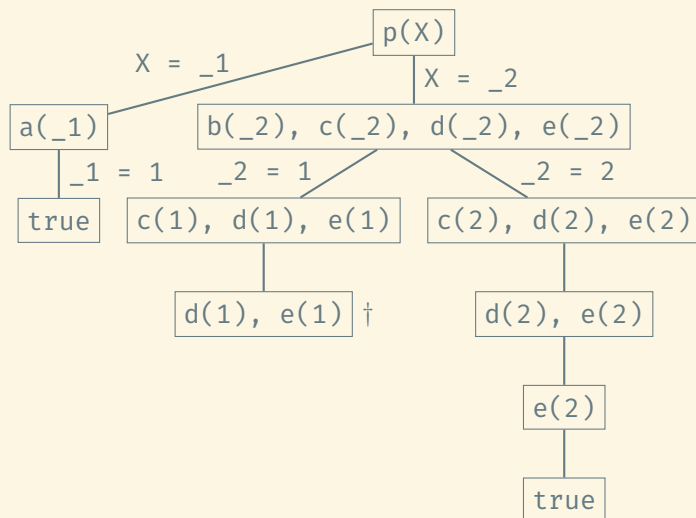 p(X)
X = _1
X = _2
a(_1)
b(_2), c(_2), d(_2), e(_2)
_1 = 1
_2 = 1
_2 = 2
true
c(1), d(1), e(1)
c(2), d(2), e(2)
d(1), e(1) †
d(2), e(2)
e(2)
true